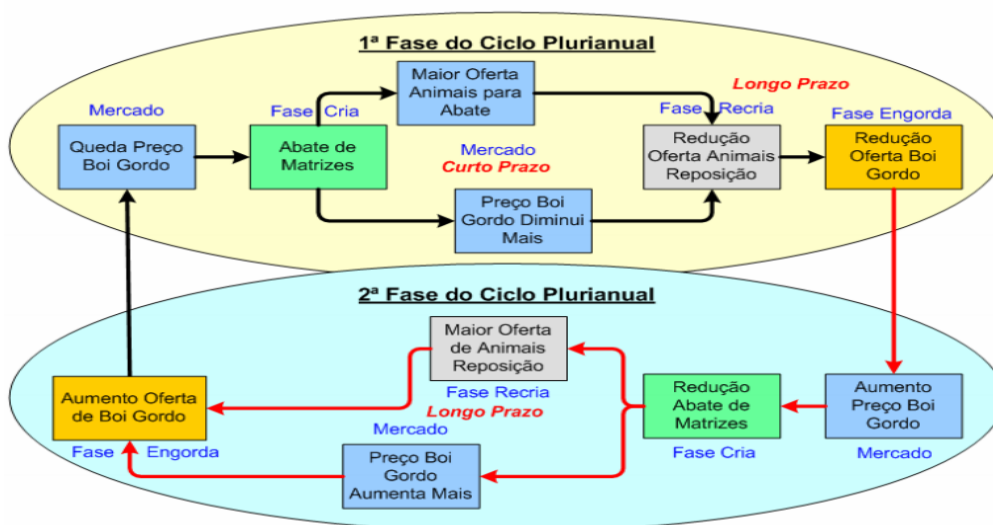 1ª Fase do Ciclo Plurianual
Mercado
Queda Preço
Boi Gordo
Fase Cria
Abate de
Matrizes
Maior Oferta
Animais para
Abate
Mercado
Curto Prazo
Preço Boi
Gordo Diminui
Mais
Longo Prazo
Fase Recria
Redução
Oferta Animais
Reposição
Fase Engorda
Redução
Oferta Boi
Gordo
2ª Fase do Ciclo Plurianual
Maior Oferta
de Animais
Reposição
Fase Recria
Longo Prazo
Mercado
Preço Boi
Gordo
Aumenta Mais
Aumento Oferta
de Boi Gordo
Fase Engorda
Redução
Abate de
Matrizes
Fase Cria
Aumento
Preço Boi
Gordo
Mercado